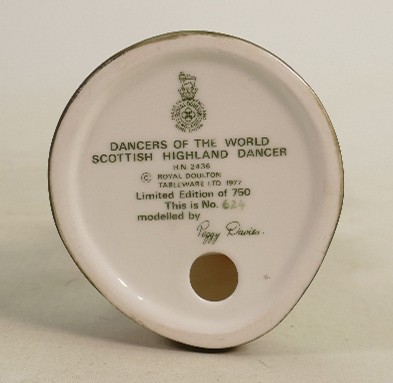 DANCERS OF THE WORLD
SCOTTISH HIGHLAND DANCER
H.N. 2436
© ROYAL DOULTON
TABLEWARE LTD. 1977
Limited Edition of 750
This is No. 624
modelled by
Peggy Davies.